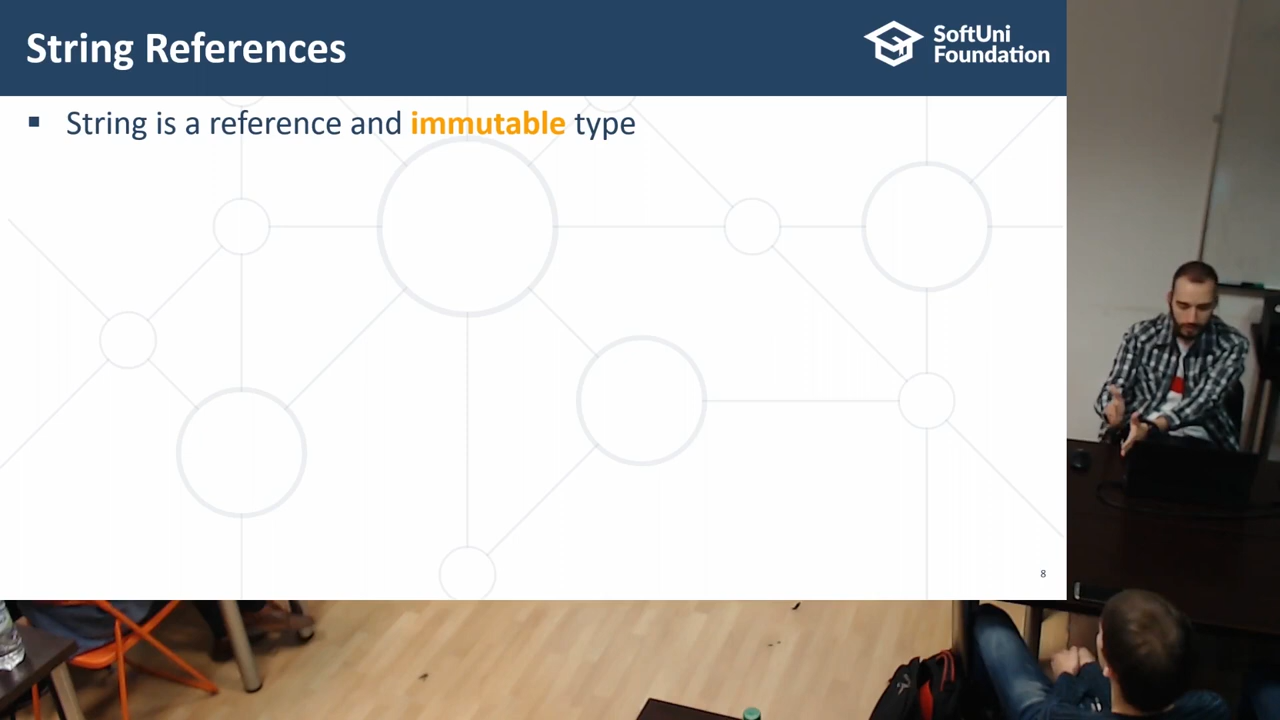 String References
SoftUni
Foundation
▪ String is a reference and immutable type
8